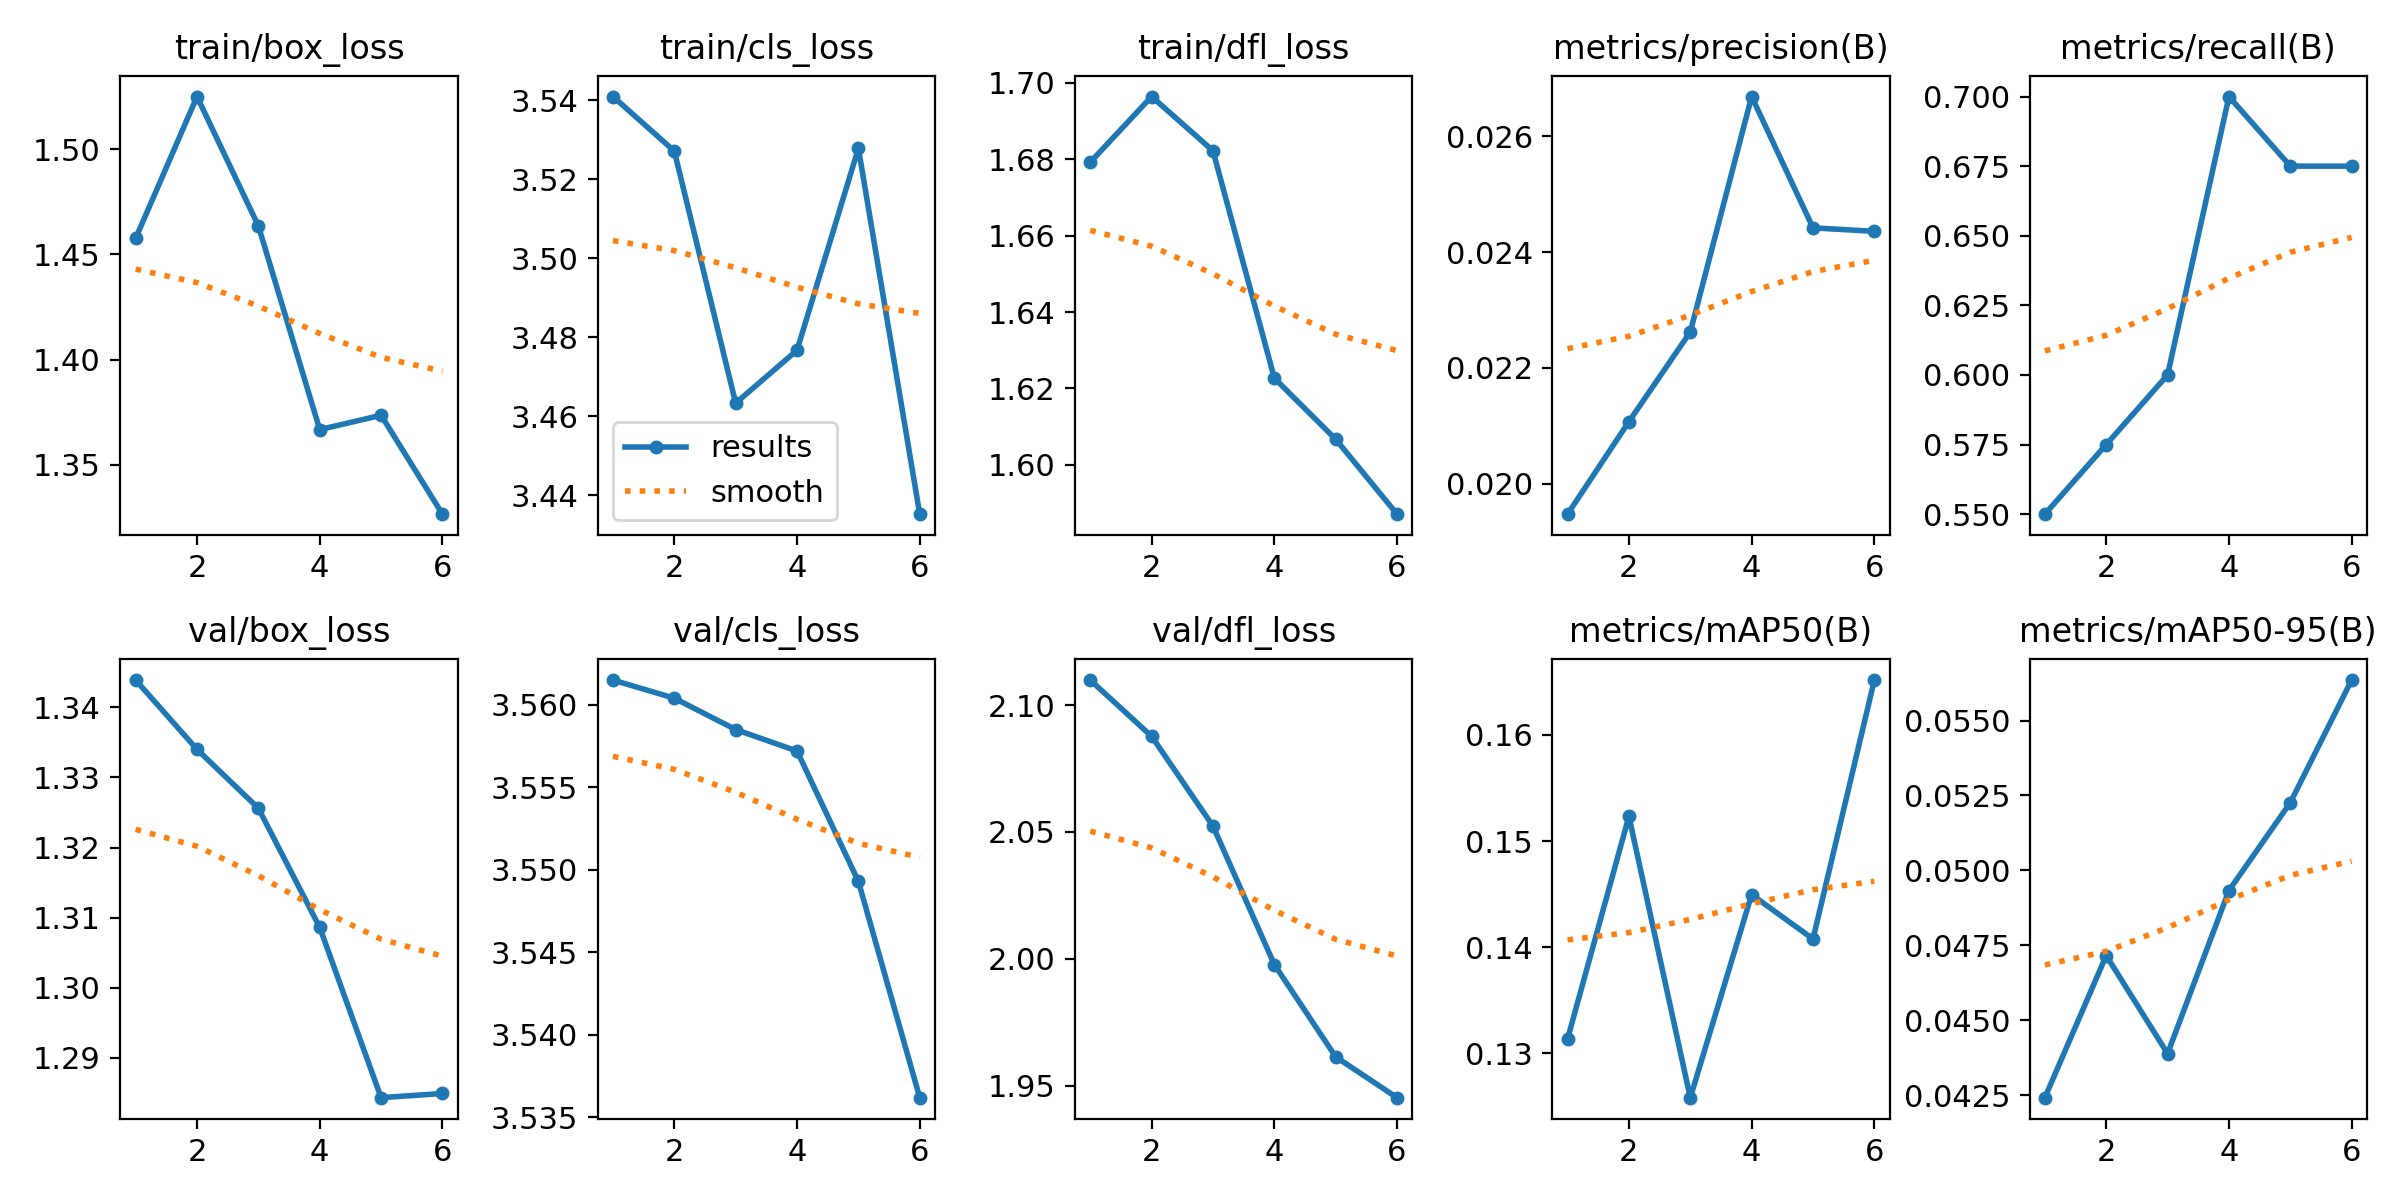 train/box_loss
1.50
1.45
1.40
1.35
2 4 6
train/cls_loss
3.54
3.52
3.50
3.48
3.46
3.44
results
smooth
2 4 6
train/dfl_loss
1.70
1.68
1.66
1.64
1.62
1.60
2 4 6
metrics/precision(B)
0.026
0.024
0.022
0.020
2 4 6
metrics/recall(B)
0.700
0.675
0.650
0.625
0.600
0.575
0.550
2 4 6
val/box_loss
1.34
1.33
1.32
1.31
1.30
1.29
2 4 6
val/cls_loss
3.560
3.555
3.550
3.545
3.540
3.535
2 4 6
val/dfl_loss
2.10
2.05
2.00
1.95
2 4 6
metrics/mAP50(B)
0.16
0.15
0.14
0.13
2 4 6
metrics/mAP50-95(B)
0.0550
0.0525
0.0500
0.0475
0.0450
0.0425
2 4 6